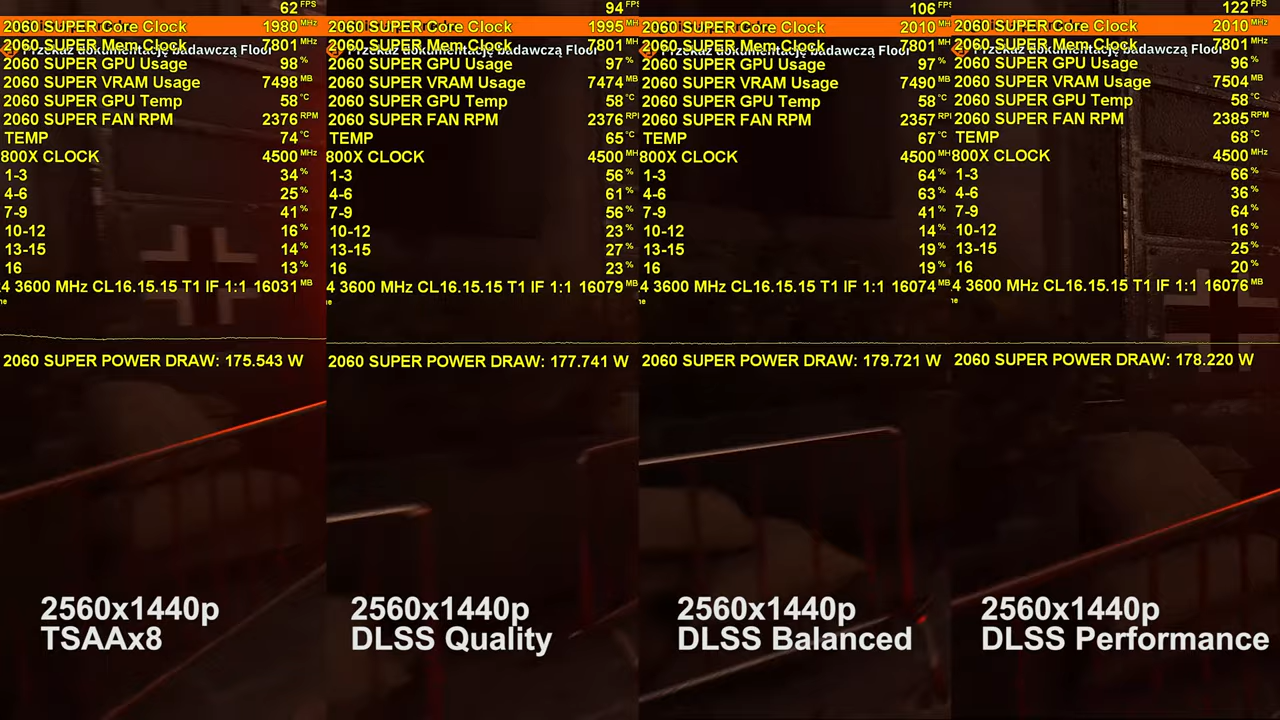 62 FPS
2060 SUPER Core Clock 1980 MHz
2060 SUPER Mem Clock 7801 MHz
dokumentację badawczą
2060 SUPER GPU Usage 98 %
2060 SUPER VRAM Usage 7498 MB
2060 SUPER GPU Temp 58 °C
2060 SUPER FAN RPM 2376 RPM
TEMP 74 °C
800X CLOCK 4500 MHz
1-3 34 %
4-6 25 %
7-9 41 %
10-12 16 %
13-15 14 %
16 13 %
4 3600 MHz CL16.15.15 T1 IF 1:1 16031 MB
2060 SUPER POWER DRAW: 175.543 W
2560x1440p
TSAAx8
94 FPS
2060 SUPER Core Clock 1995 MH
2060 SUPER Mem Clock 7801 MH
dokumentację badawczą
2060 SUPER GPU Usage 97 %
2060 SUPER VRAM Usage 7474 MB
2060 SUPER GPU Temp 58 °C
2060 SUPER FAN RPM 2376 RP
TEMP 65 °C
800X CLOCK 4500 MH
1-3 56 %
4-6 61 %
7-9 56 %
10-12 23 %
13-15 27 %
16 23 %
4 3600 MHz CL16.15.15 T1 IF 1:1 16079 MB
2060 SUPER POWER DRAW: 177.741 W
2560x1440p
DLSS Quality
106 FPS
2060 SUPER Core Clock 2010 MH
2060 SUPER Mem Clock 7801 MH
dokumentację badawczą
2060 SUPER GPU Usage 97 %
2060 SUPER VRAM Usage 7490 MB
2060 SUPER GPU Temp 58 °C
2060 SUPER FAN RPM 2357 RP
TEMP 67 °C
800X CLOCK 4500 MH
1-3 64 %
4-6 63 %
7-9 41 %
10-12 14 %
13-15 19 %
16 19 %
4 3600 MHz CL16.15.15 T1 IF 1:1 16074 MB
2060 SUPER POWER DRAW: 179.721 W
2560x1440p
DLSS Balanced
122 FPS
2060 SUPER Core Clock 2010 MHz
2060 SUPER Mem Clock 7801 MHz
dokumentację badawczą
2060 SUPER GPU Usage 96 %
2060 SUPER VRAM Usage 7504 MB
2060 SUPER GPU Temp 58 °C
2060 SUPER FAN RPM 2385 RPM
TEMP 68 °C
800X CLOCK 4500 MHz
1-3 66 %
4-6 36 %
7-9 64 %
10-12 16 %
13-15 25 %
16 20 %
4 3600 MHz CL16.15.15 T1 IF 1:1 16076 MB
2060 SUPER POWER DRAW: 178.220 W
2560x1440p
DLSS Performance